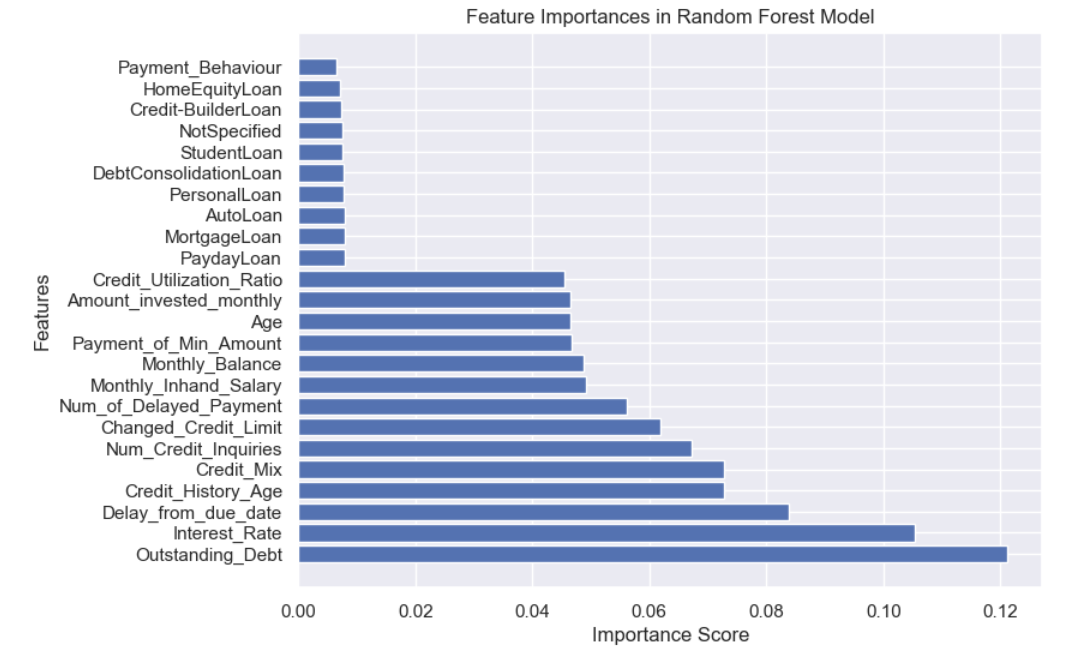 Feature Importances in Random Forest Model
Payment_Behaviour
HomeEquityLoan
Credit-BuilderLoan
NotSpecified
StudentLoan
DebtConsolidationLoan
PersonalLoan
AutoLoan
MortgageLoan
PaydayLoan
Credit_Utilization_Ratio
Amount_invested_monthly
Age
Payment_of_Min_Amount
Monthly_Balance
Monthly_Inhand_Salary
Num_of_Delayed_Payment
Changed_Credit_Limit
Num_Credit_Inquiries
Credit_Mix
Credit_History_Age
Delay_from_due_date
Interest_Rate
Outstanding_Debt
Features
0.00 0.02 0.04 0.06 0.08 0.10 0.12
Importance Score